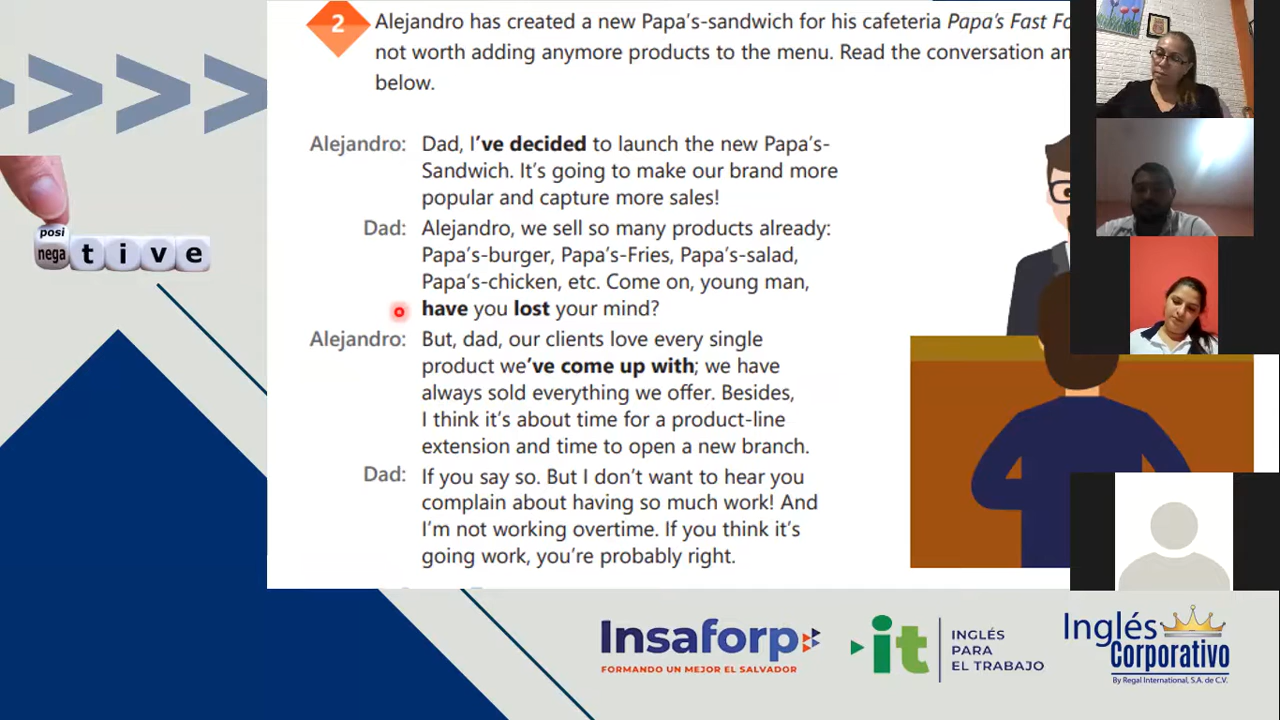 2
Alejandro has created a new Papa's-sandwich for his cafeteria Papa's Fast
not worth adding anymore products to the menu. Read the conversation
below.
Alejandro: Dad, I've decided to launch the new Papa's-
Sandwich. It's going to make our brand more
popular and capture more sales!
Dad: Alejandro, we sell so many products already:
Papa's-burger, Papa's-Fries, Papa's-salad,
Papa's-chicken, etc. Come on, young man,
have you lost your mind?
Alejandro: But, dad, our clients love every single
product we've come up with; we have
always sold everything we offer. Besides,
I think it's about time for a product-line
extension and time to open a new branch.
Dad: If you say so. But I don't want to hear you
complain about having so much work! And
I'm not working overtime. If you think it's
going work, you're probably right.
posi
nega tive
Insaforp
FORMANDO UN MEJOR EL SALVADOR
it
INGLÉS
PARA
EL TRABAJO
Inglés
Corporativo
By Regal International, S.A. de C.V.